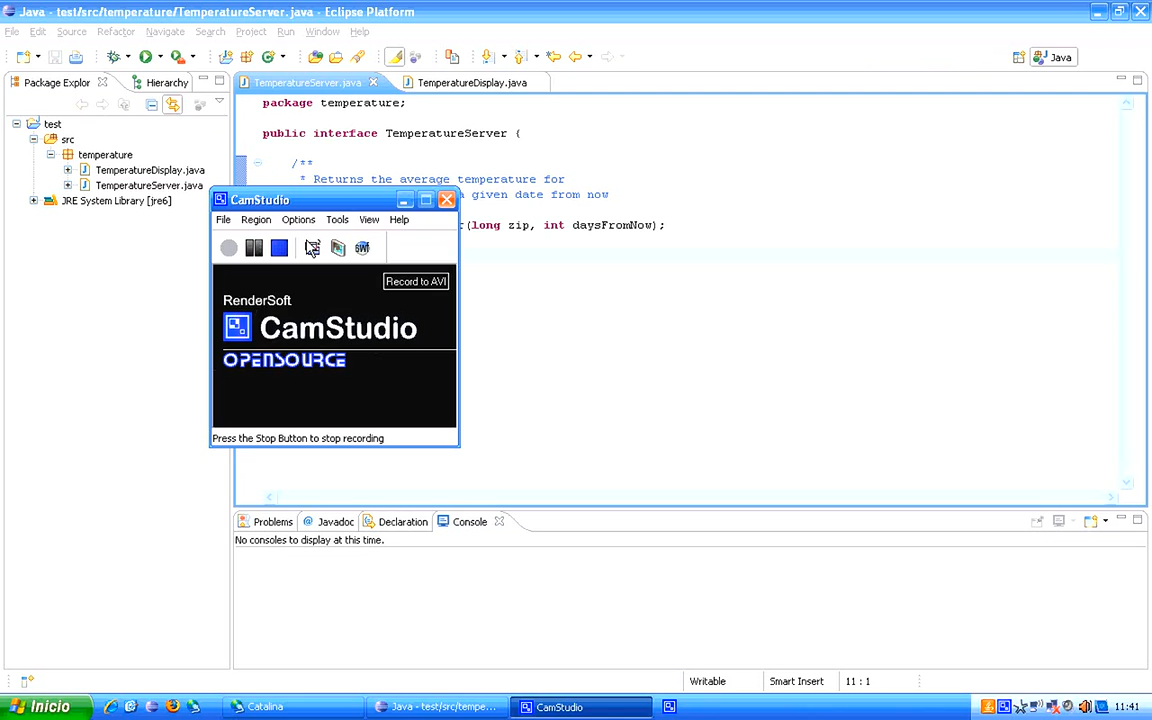 Java - test/src/temperature/TemperatureServer.java - Eclipse Platform
File Edit Source Refactor Navigate Search Project Run Window Help
Java
Package Explor Hierarchy TemperatureServer.java TemperatureDisplay.java
test
src
temperature
TemperatureDisplay.java
TemperatureServer.java
JRE System Library [jre6]
package temperature;
public interface TemperatureServer {
/**
* Returns the average temperature for
a given date from now
(long zip, int daysFromNow);
CamStudio
File Region Options Tools View Help
SWF
Record to AVI
RenderSoft
CamStudio
OPENSOURCE
Press the Stop Button to stop recording
Problems Javadoc Declaration Console
No consoles to display at this time.
Writable Smart Insert 11 : 1
Inicio Catalina Java - test/src/tempe... CamStudio 11:41